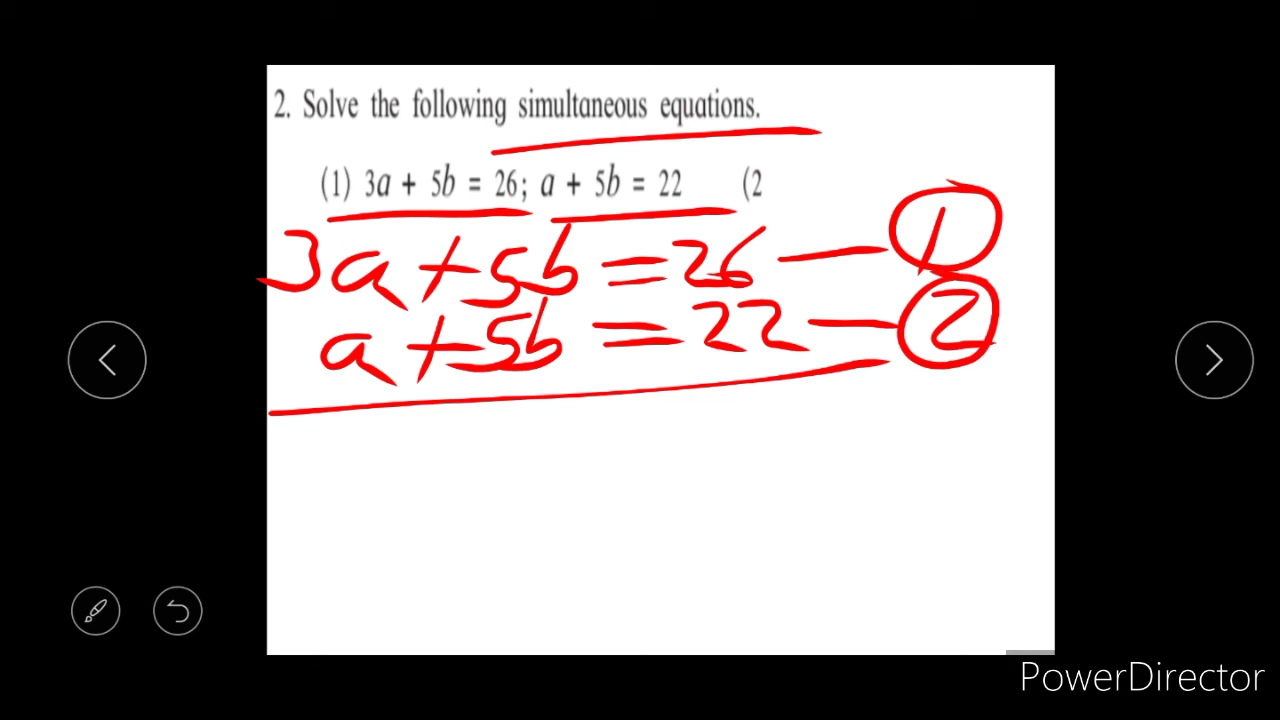 2. Solve the following simultaneous equations.
(1) 3a + 5b = 26; a + 5b = 22 (2
3a + 5b = 26 — 1
a + 5b = 22 — 2
PowerDirector